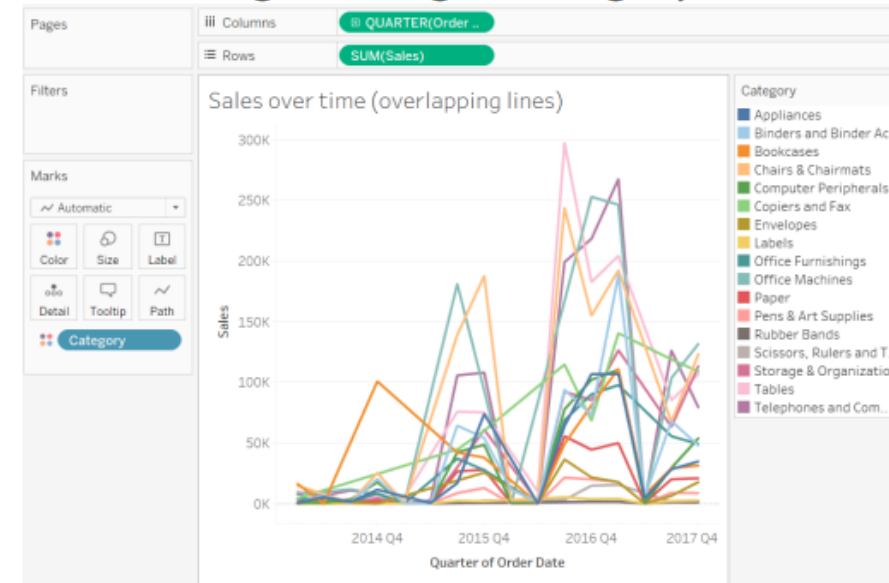 Pages
Columns
QUARTER(Order ..
Rows
SUM(Sales)
Filters
Marks
Automatic
Color
Size
Label
Detail
Tooltip
Path
Category
Sales over time (overlapping lines)
300K
250K
200K
150K
100K
50K
0K
Sales
2014 Q4
2015 Q4
2016 Q4
2017 Q4
Quarter of Order Date
Category
Appliances
Binders and Binder Ac
Bookcases
Chairs & Chairmats
Computer Peripherals
Copiers and Fax
Envelopes
Labels
Office Furnishings
Office Machines
Paper
Pens & Art Supplies
Rubber Bands
Scissors, Rulers and T.
Storage & Organizatio
Tables
Telephones and Com..